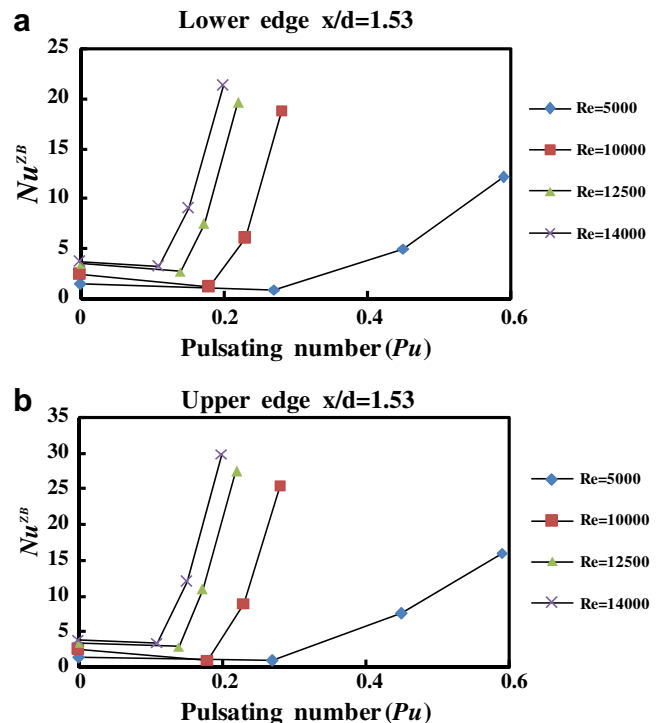 a
Lower edge x/d=1.53
25
20
15
10
5
0
Nu^ZB
0
0.2
0.4
0.6
Pulsating number (Pu)
Re=5000
Re=10000
Re=12500
Re=14000
b
Upper edge x/d=1.53
35
30
25
20
15
10
5
0
Nu^ZB
0
0.2
0.4
0.6
Pulsating number (Pu)
Re=5000
Re=10000
Re=12500
Re=14000